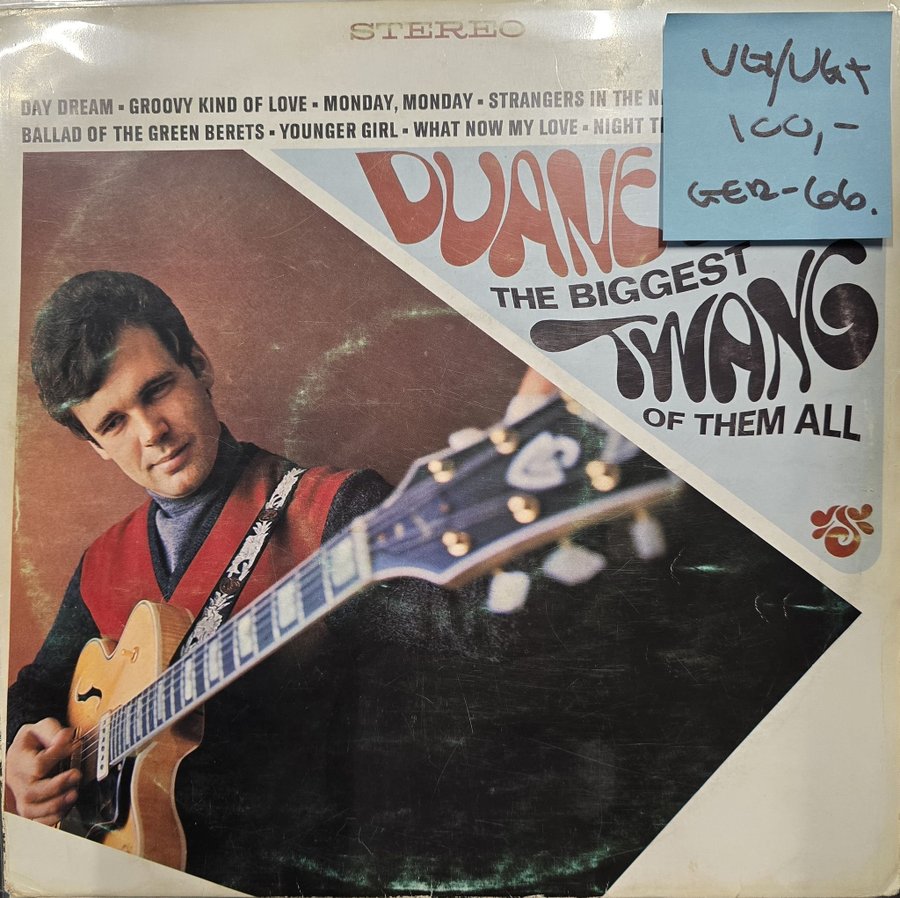 STEREO
DAY DREAM • GROOVY KIND OF LOVE • MONDAY, MONDAY • STRANGERS IN THE
BALLAD OF THE GREEN BERETS • YOUNGER GIRL • WHAT NOW MY LOVE • NIGHT
VG/VG+
100,-
GER-66.
DUANE
THE BIGGEST
TWANG
OF THEM ALL